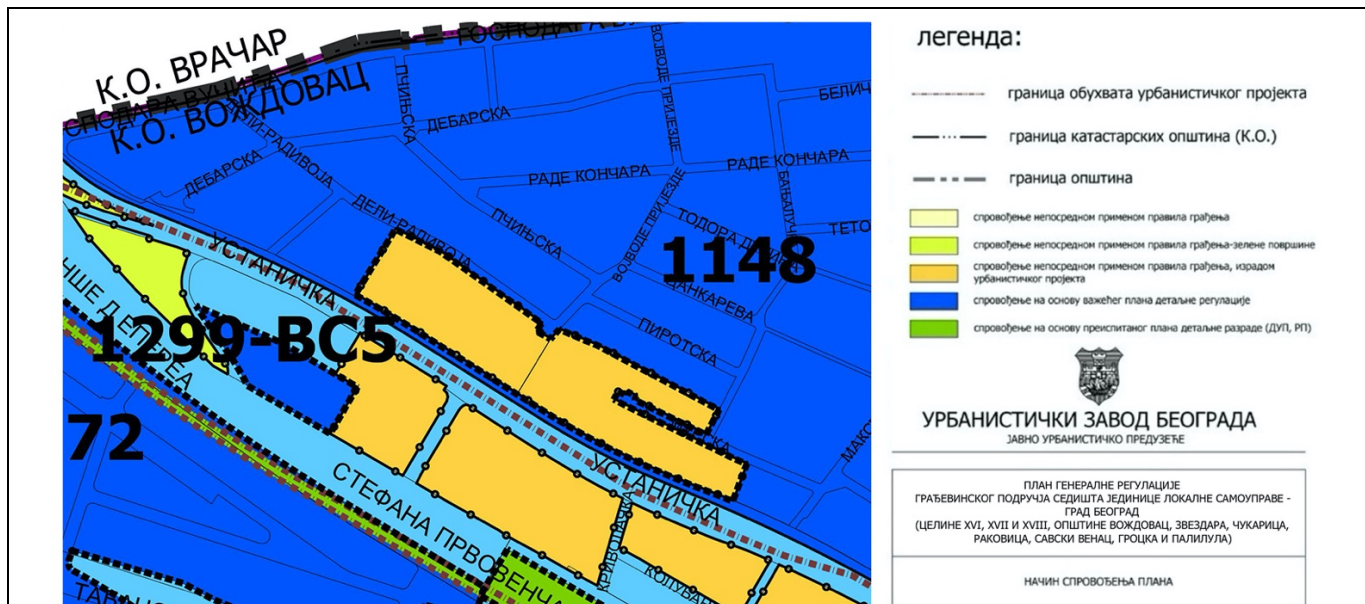 К.О. ВРАЧАР
К.О. ВОЖДОВАЦ
ДЕБАРСКА
ПЧИЊСКА
ДЕБАРСКА
ВОЈВОДЕ ПРИЈЕЗДЕ
РАДЕ КОНЧАРА
РАДЕ КОНЧАРА
ДЕЛИ-РАДИВОЈА
ПЧИЊСКА
ВОЈВОДЕ ПРИЈЕЗДЕ
1148
УСТАНИЧКА
ПИРОТСКА
1299-ВС5
72
СТЕФАНА ПРВОВЕНЧА
УСТАНИЧКА
легенда:
граница обухвата урбанистичког пројекта
граница катастарских општина (К.О.)
граница општина
спровођење непосредном применом правила грађења
спровођење непосредном применом правила грађења-зелене површине
спровођење непосредном применом правила грађења, израдом
урбанистичког пројекта
спровођење на основу важећег плана детаљне регулације
спровођење на основу преиспитаног плана детаљне разраде (ДУП, РП)
УРБАНИСТИЧКИ ЗАВОД БЕОГРАДА
ЈАВНО УРБАНИСТИЧКО ПРЕДУЗЕЋЕ
ПЛАН ГЕНЕРАЛНЕ РЕГУЛАЦИЈЕ
ГРАЂЕВИНСКОГ ПОДРУЧЈА СЕДИШТА ЈЕДИНИЦЕ ЛОКАЛНЕ САМОУПРАВЕ -
ГРАД БЕОГРАД
(ЦЕЛИНЕ XVI, XVII И XVIII, ОПШТИНЕ ВОЖДОВАЦ, ЗВЕЗДАРА, ЧУКАРИЦА,
РАКОВИЦА, САВСКИ ВЕНАЦ, ГРОЦКА И ПАЛИЛУЛА)
НАЧИН СПРОВОЂЕЊА ПЛАНА